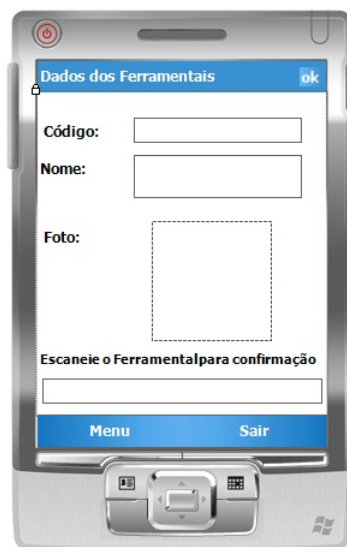 Dados dos Ferramentais ok
Código:
Nome:
Foto:
Escaneie o Ferramentalpara confirmação
Menu Sair